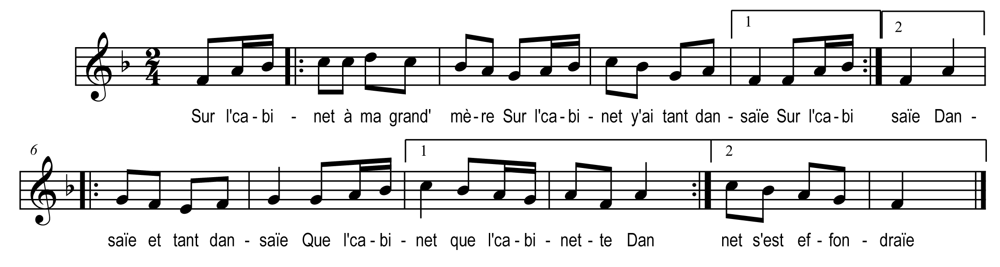 1 2
2 4
Sur l'ca - bi - net à ma grand' mè - re Sur l'ca - bi - net y'ai tant dan - saïe Sur l'ca - bi saïe Dan -
6 1 2
saïe et tant dan - saïe Que l'ca - bi - net que l'ca - bi - net - te Dan net s'est ef - fon - draïe